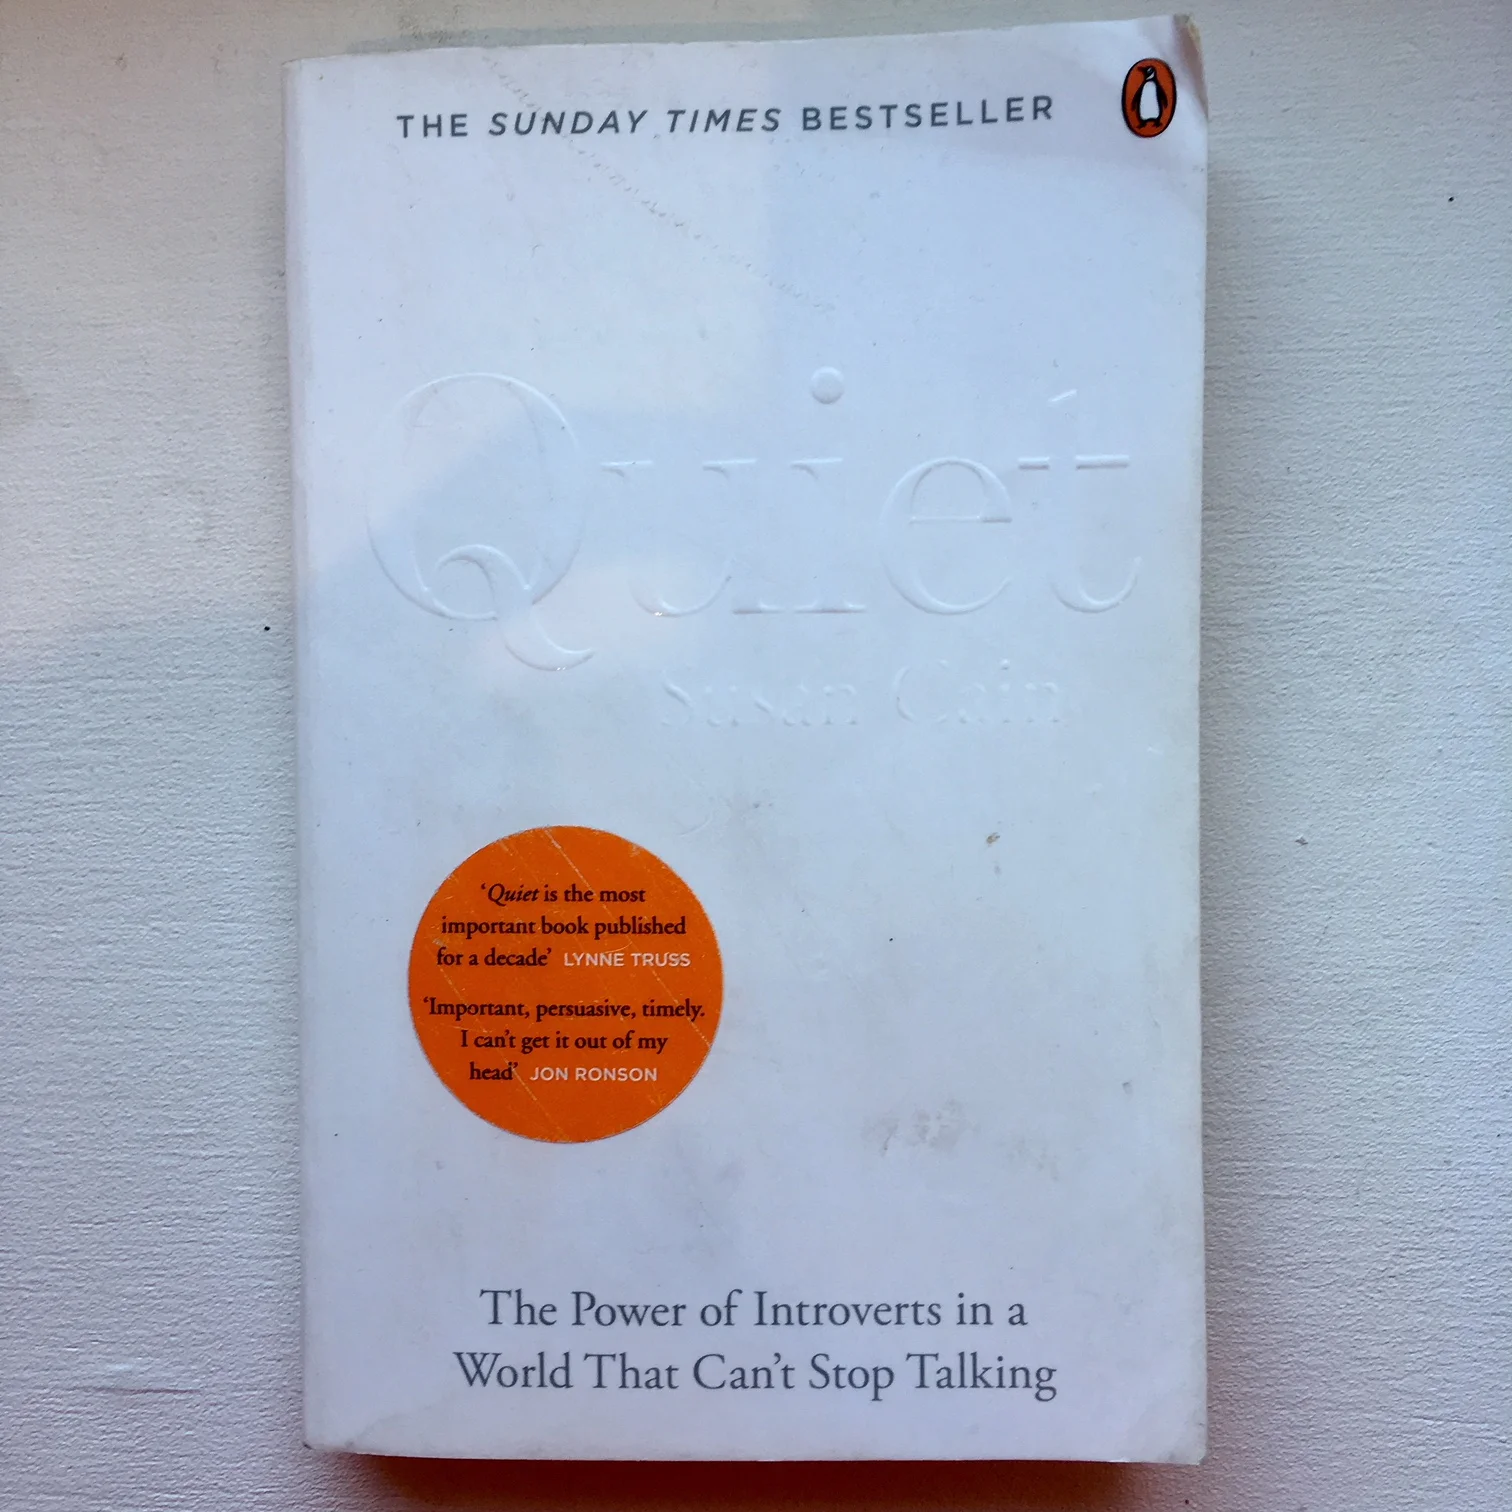 THE SUNDAY TIMES BESTSELLER
Quiet
Susan Cain
‘Quiet is the most
important book published
for a decade’ LYNNE TRUSS
‘Important, persuasive, timely.
I can’t get it out of my
head’ JON RONSON
The Power of Introverts in a
World That Can’t Stop Talking